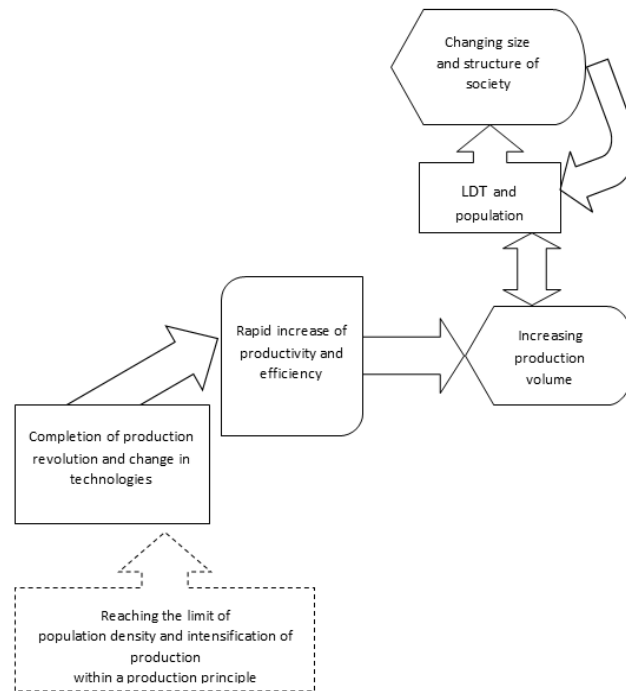 Changing size
and structure of
society
LDT and
population
Rapid increase of
productivity and
efficiency
Increasing
production
volume
Completion of production
revolution and change in
technologies
Reaching the limit of
population density and intensification of
production
within a production principle